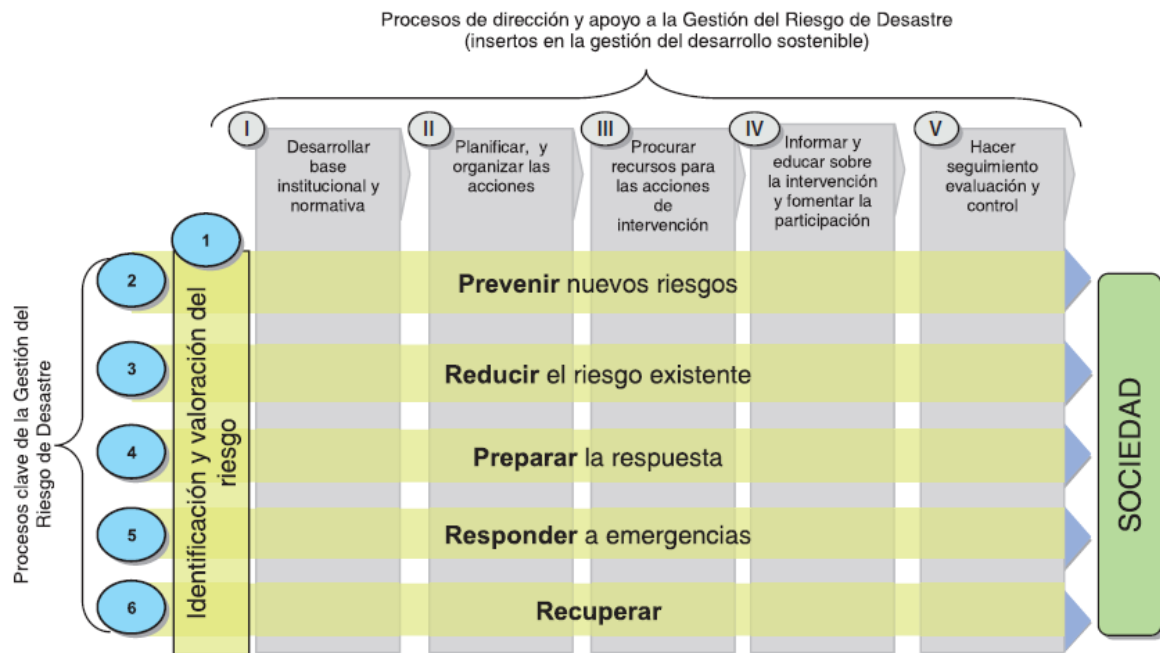 Procesos de dirección y apoyo a la Gestión del Riesgo de Desastre
(insertos en la gestión del desarrollo sostenible)
I
Desarrollar
base
institucional y
normativa
II
Planificar, y
organizar las
acciones
III
Procurar
recursos para
las acciones
de
intervención
IV
Informar y
educar sobre
la intervención
y fomentar la
participación
V
Hacer
seguimiento
evaluación y
control
Procesos clave de la Gestión del
Riesgo de Desastre
1
Identificación y valoración del
riesgo
2
Prevenir nuevos riesgos
3
Reducir el riesgo existente
4
Preparar la respuesta
5
Responder a emergencias
6
Recuperar
SOCIEDAD